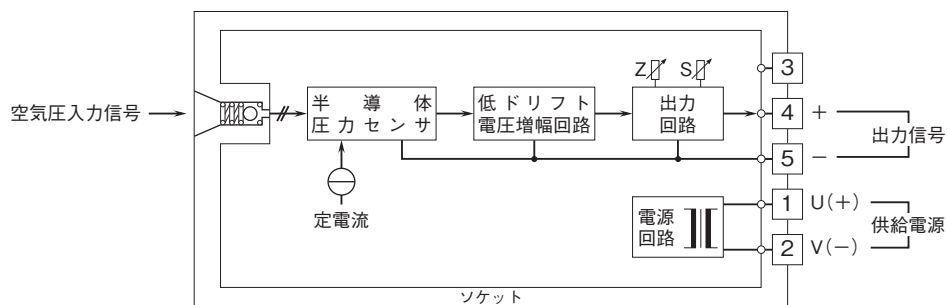 空気圧入力信号
半導体
圧力センサ
定電流
低ドリフト
電圧増幅回路
Z
S
出力
回路
3
4
+
5
−
出力信号
電源
回路
1
U(+)
2
V(−)
供給電源
ソケット